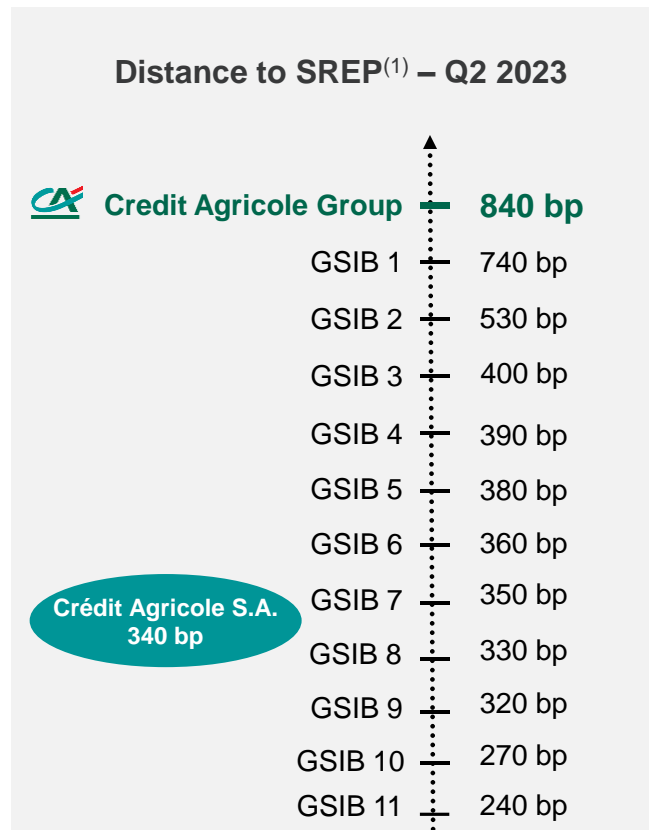 Distance to SREP(1) – Q2 2023
CA
Credit Agricole Group 840 bp
GSIB 1 740 bp
GSIB 2 530 bp
GSIB 3 400 bp
GSIB 4 390 bp
GSIB 5 380 bp
GSIB 6 360 bp
GSIB 7 350 bp
Crédit Agricole S.A.
340 bp
GSIB 8 330 bp
GSIB 9 320 bp
GSIB 10 270 bp
GSIB 11 240 bp